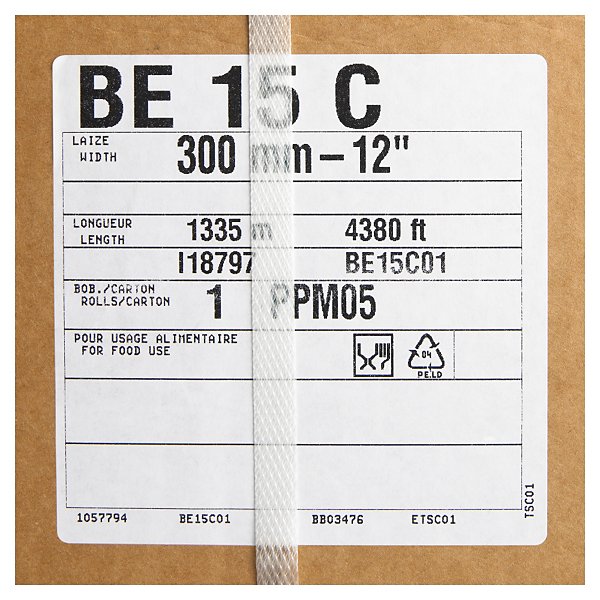 BE 15 C
LAIZE
WIDTH
300 mm – 12"
LONGUEUR
LENGTH
1335 m 4380 ft
I18797 BE15C01
BOB./CARTON
ROLLS/CARTON
1 PPM05
POUR USAGE ALIMENTAIRE
FOR FOOD USE
04
PE.LD
1057794 BE15C01 BB03476 ETSC01
TSC01